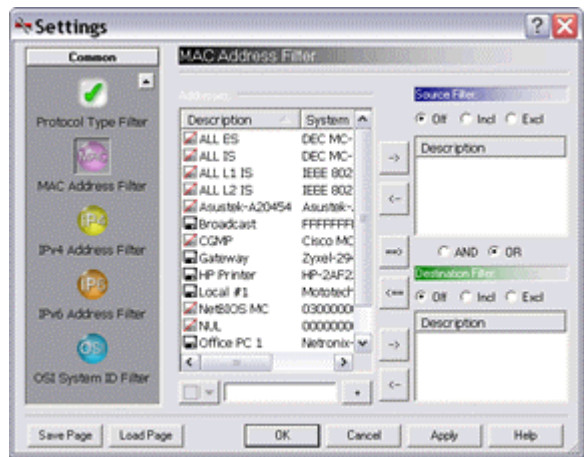 Settings
Common
Protocol Type Filter
MAC Address Filter
IPv4
IPv4 Address Filter
IPv6 Address Filter
OSI
OSI System ID Filter
MAC Address Filter
Addresses
Description System
ALL ES DEC MC-
ALL IS DEC MC-
ALL L1 IS IEEE 802
ALL L2 IS IEEE 802
Asustek-A20454 Asustek-
Broadcast FFFFFFFF
CGMP Cisco MC
Gateway Zyxel-29
HP Printer HP-2AF2
Local #1 Mototech
NetBIOS MC 0300000
NUL 0000000
Office PC 1 Netronix-
->
<-
==>
<==
->
<-
+
Source Filter
Off Incl Excl
Description
AND OR
Destination Filter
Off Incl Excl
Description
Save Page Load Page OK Cancel Apply Help